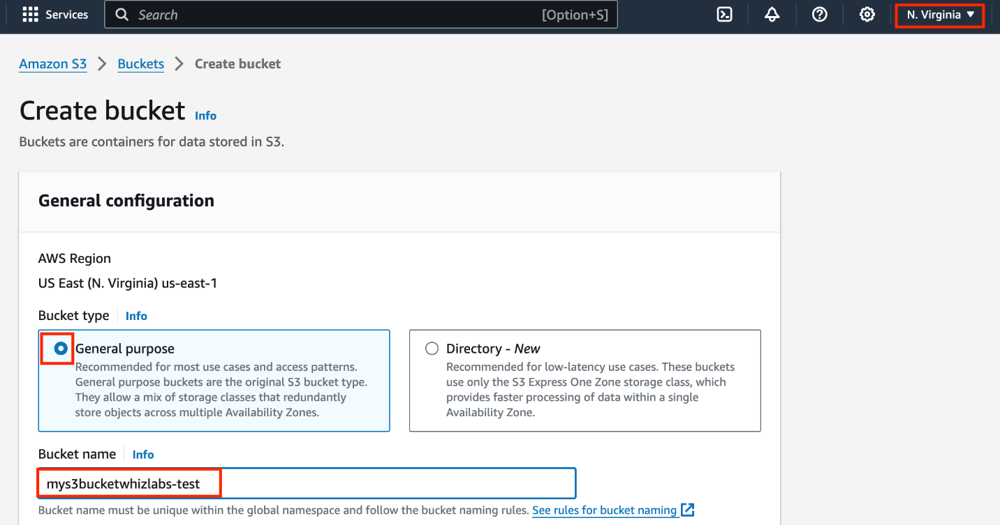 Services
Search
[Option+S]
N. Virginia
Amazon S3
Buckets
Create bucket
Create bucket
Info
Buckets are containers for data stored in S3.
General configuration
AWS Region
US East (N. Virginia) us-east-1
Bucket type
Info
General purpose
Recommended for most use cases and access patterns.
General purpose buckets are the original S3 bucket type.
They allow a mix of storage classes that redundantly
store objects across multiple Availability Zones.
Directory - New
Recommended for low-latency use cases. These buckets
use only the S3 Express One Zone storage class, which
provides faster processing of data within a single
Availability Zone.
Bucket name
Info
mys3bucketwhizlabs-test
Bucket name must be unique within the global namespace and follow the bucket naming rules. See rules for bucket naming